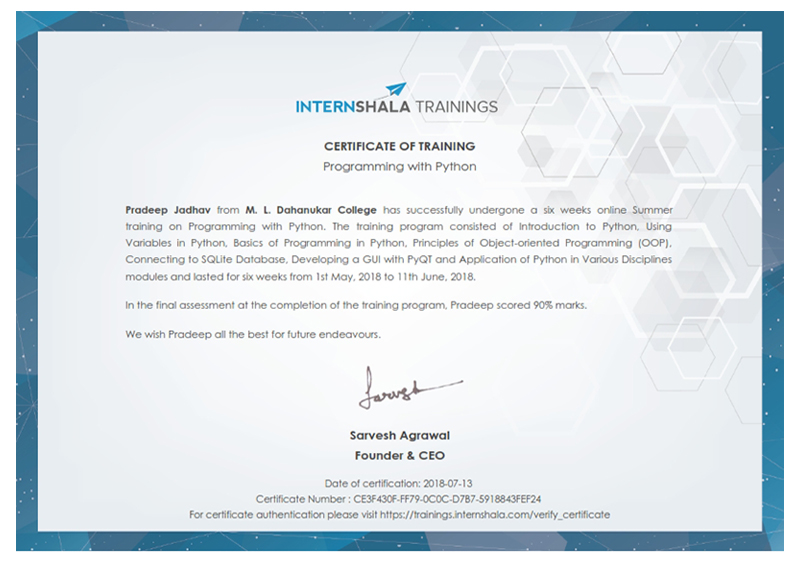 INTERNSHALA TRAININGS
CERTIFICATE OF TRAINING
Programming with Python
Pradeep Jadhav from M. L. Dahanukar College has successfully undergone a six weeks online Summer
training on Programming with Python. The training program consisted of Introduction to Python, Using
Variables in Python, Basics of Programming in Python, Principles of Object-oriented Programming (OOP),
Connecting to SQLite Database, Developing a GUI with PyQT and Application of Python in Various Disciplines
modules and lasted for six weeks from 1st May, 2018 to 11th June, 2018.
In the final assessment at the completion of the training program, Pradeep scored 90% marks.
We wish Pradeep all the best for future endeavours.
Sarvesh
Sarvesh Agrawal
Founder & CEO
Date of certification: 2018-07-13
Certificate Number : CE3F430F-FF79-0C0C-D7B7-5918843FEF24
For certificate authentication please visit https://trainings.internshala.com/verify_certificate